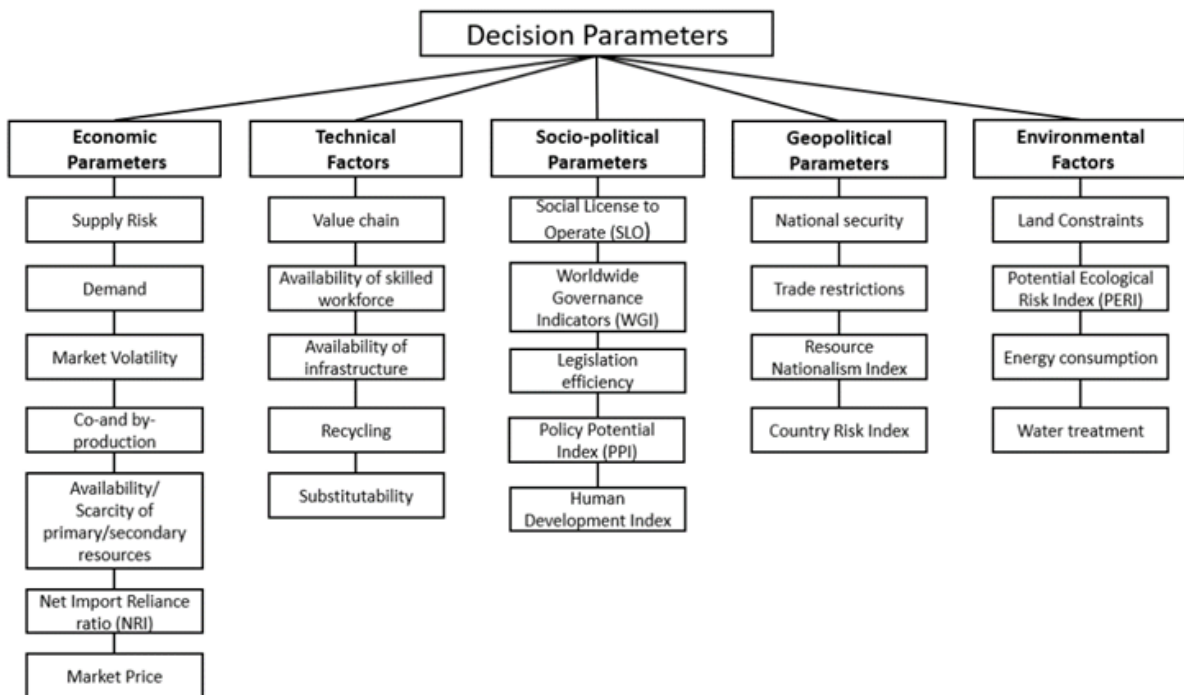 Decision Parameters
Economic
Parameters
Supply Risk
Demand
Market Volatility
Co-and by-
production
Availability/
Scarcity of
primary/secondary
resources
Net Import Reliance
ratio (NRI)
Market Price
Technical
Factors
Value chain
Availability of skilled
workforce
Availability of
infrastructure
Recycling
Substitutability
Socio-political
Parameters
Social License to
Operate (SLO)
Worldwide
Governance
Indicators (WGI)
Legislation
efficiency
Policy Potential
Index (PPI)
Human
Development Index
Geopolitical
Parameters
National security
Trade restrictions
Resource
Nationalism Index
Country Risk Index
Environmental
Factors
Land Constraints
Potential Ecological
Risk Index (PERI)
Energy consumption
Water treatment